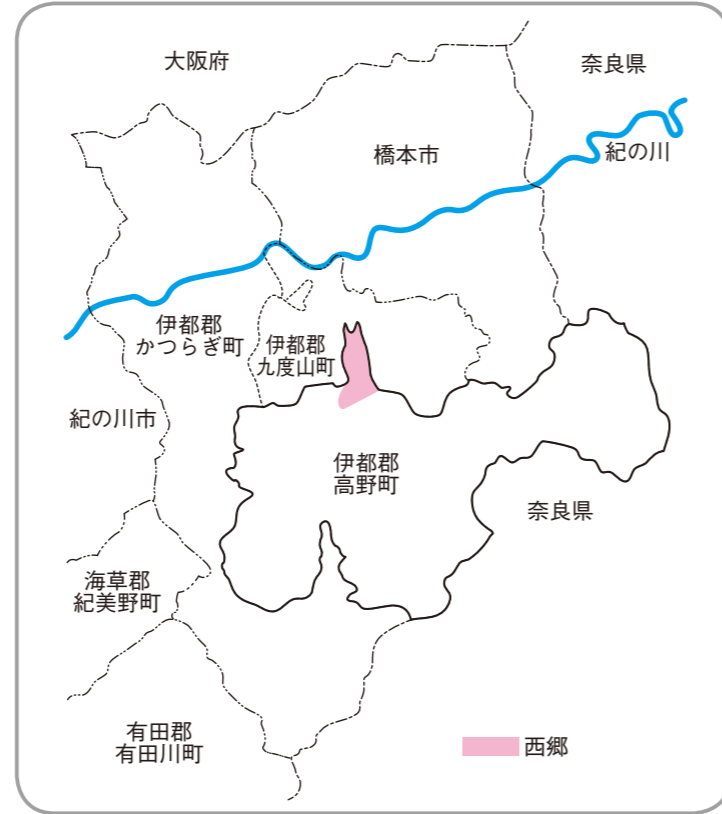 大阪府
奈良県
橋本市
紀の川
伊都郡
かつらぎ町
伊都郡
九度山町
紀の川市
伊都郡
高野町
奈良県
海草郡
紀美野町
有田郡
有田川町
西郷